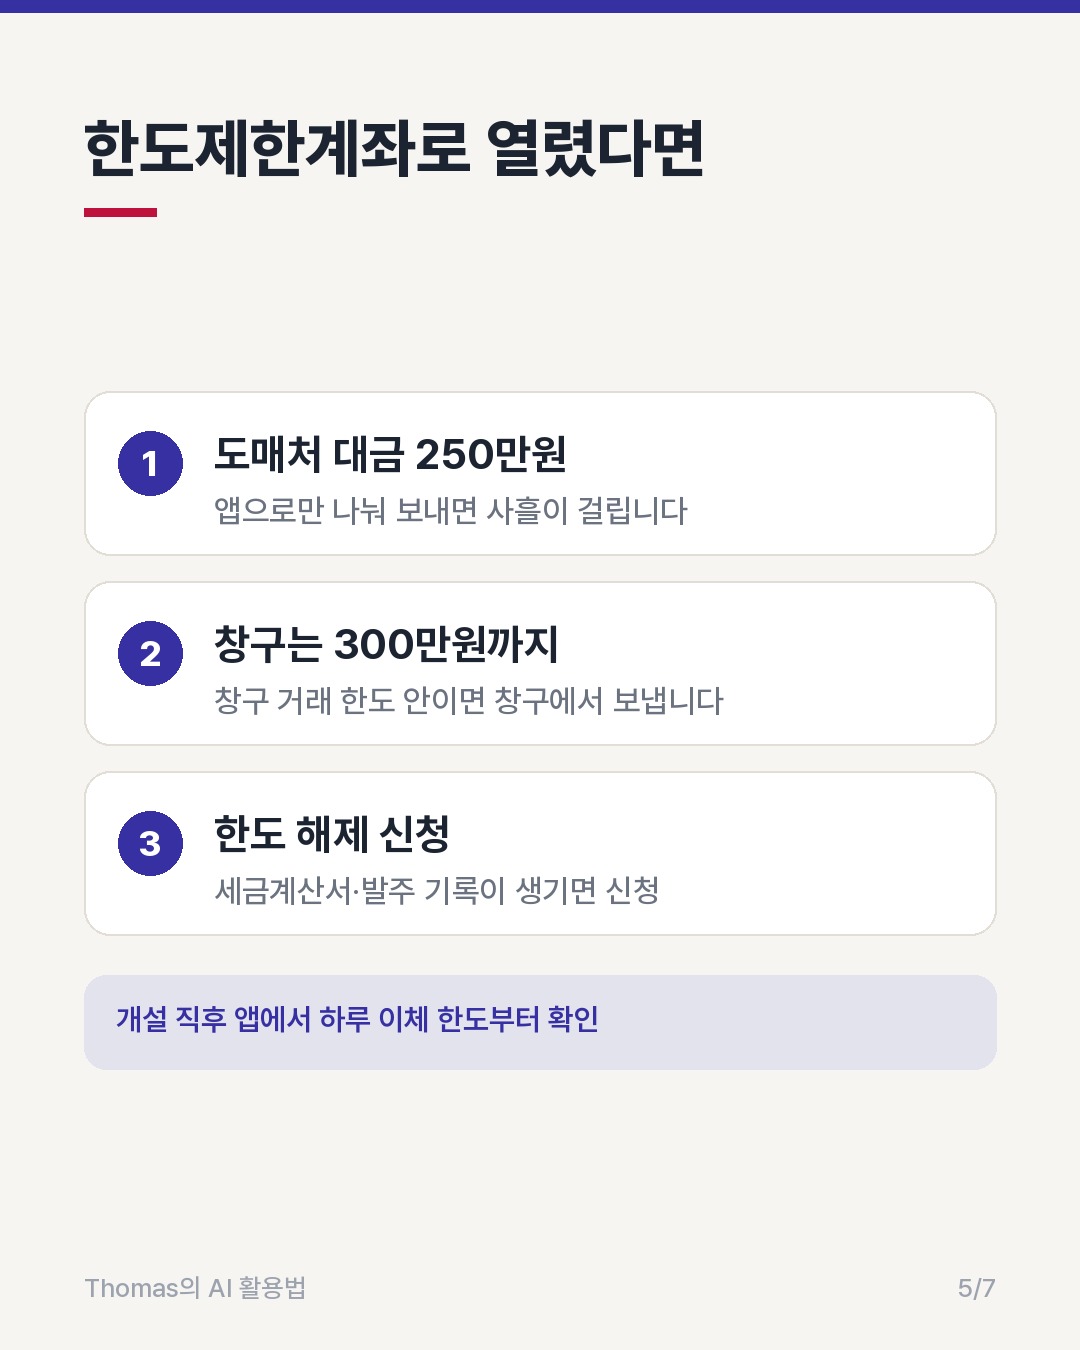 한도제한계좌로 열렸다면
1
도매처 대금 250만원
앱으로만 나눠 보내면 사흘이 걸립니다
2
창구는 300만원까지
창구 거래 한도 안이면 창구에서 보냅니다
3
한도 해제 신청
세금계산서·발주 기록이 생기면 신청
개설 직후 앱에서 하루 이체 한도부터 확인
Thomas의 AI 활용법
5/7